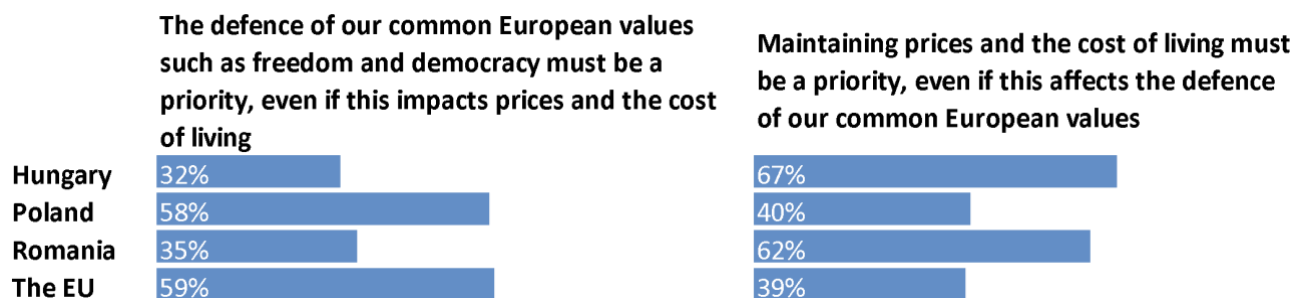 The defence of our common European values
such as freedom and democracy must be a
priority, even if this impacts prices and the cost
of living
Maintaining prices and the cost of living must
be a priority, even if this affects the defence
of our common European values
Hungary 32% 67%
Poland 58% 40%
Romania 35% 62%
The EU 59% 39%